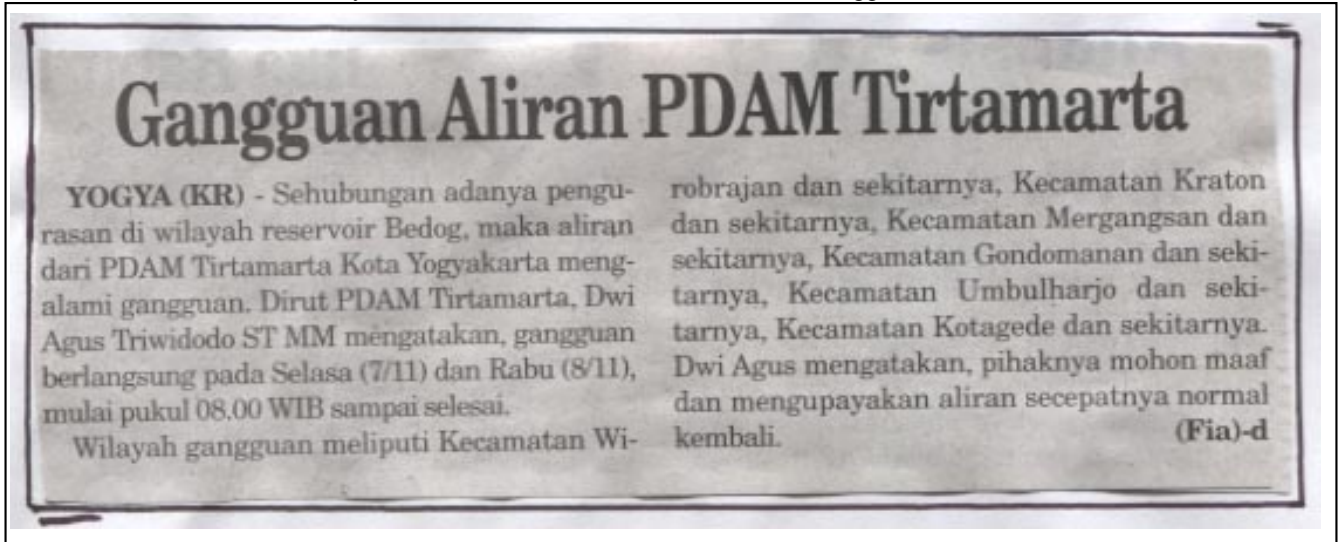 Gangguan Aliran PDAM Tirtamarta
YOGYA (KR) - Sehubungan adanya pengu-
rasan di wilayah reservoir Bedog, maka aliran
dari PDAM Tirtamarta Kota Yogyakarta meng-
alami gangguan. Dirut PDAM Tirtamarta, Dwi
Agus Triwidodo ST MM mengatakan, gangguan
berlangsung pada Selasa (7/11) dan Rabu (8/11),
mulai pukul 08.00 WIB sampai selesai.
Wilayah gangguan meliputi Kecamatan Wi-
robrajan dan sekitarnya, Kecamatan Kraton
dan sekitarnya, Kecamatan Mergangsan dan
sekitarnya, Kecamatan Gondomanan dan seki-
tarnya, Kecamatan Umbulharjo dan seki-
tarnya, Kecamatan Kotagede dan sekitarnya.
Dwi Agus mengatakan, pihaknya mohon maaf
dan mengupayakan aliran secepatnya normal
kembali. (Fia)-d